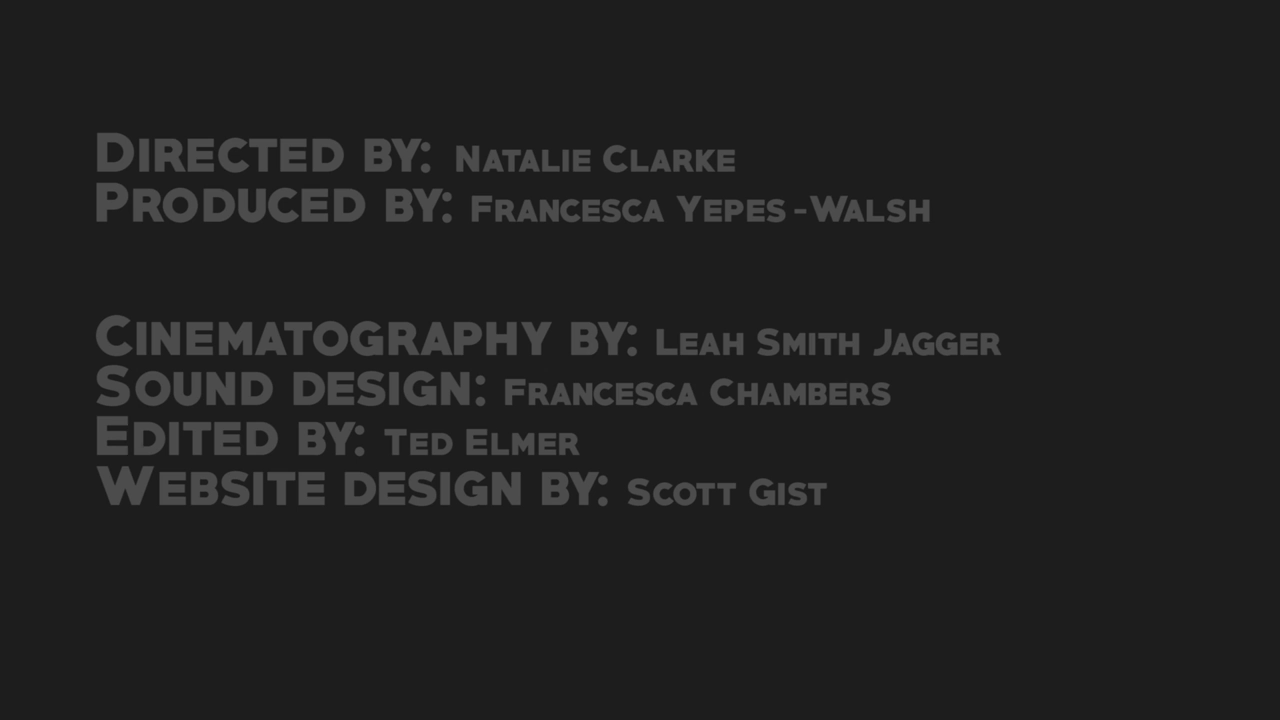 Directed by: Natalie Clarke
Produced by: Francesca Yepes -Walsh
Cinematography by: Leah Smith Jagger
Sound design: Francesca Chambers
Edited by: Ted Elmer
Website design by: Scott Gist